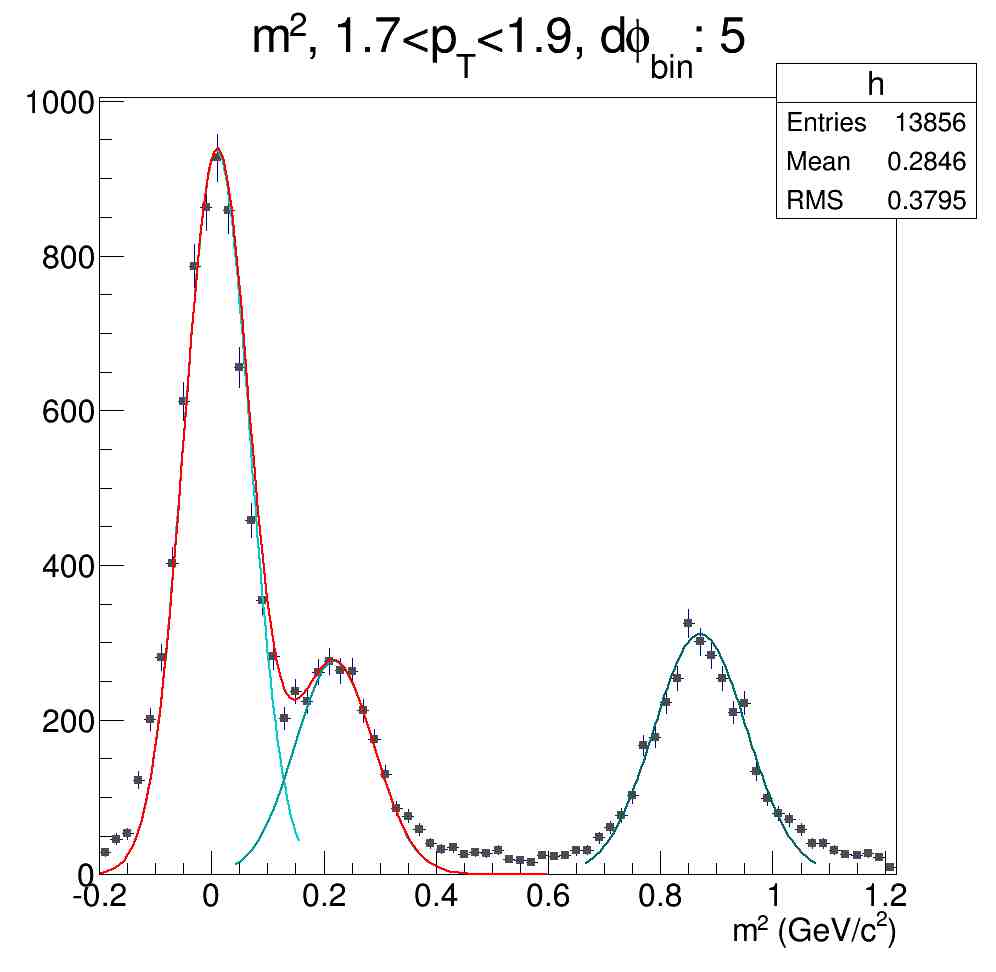 m², 1.7<p_T<1.9, dϕ_bin: 5
h
Entries 13856
Mean 0.2846
RMS 0.3795
1000
800
600
400
200
0
-0.2 0 0.2 0.4 0.6 0.8 1 1.2
m² (GeV/c²)